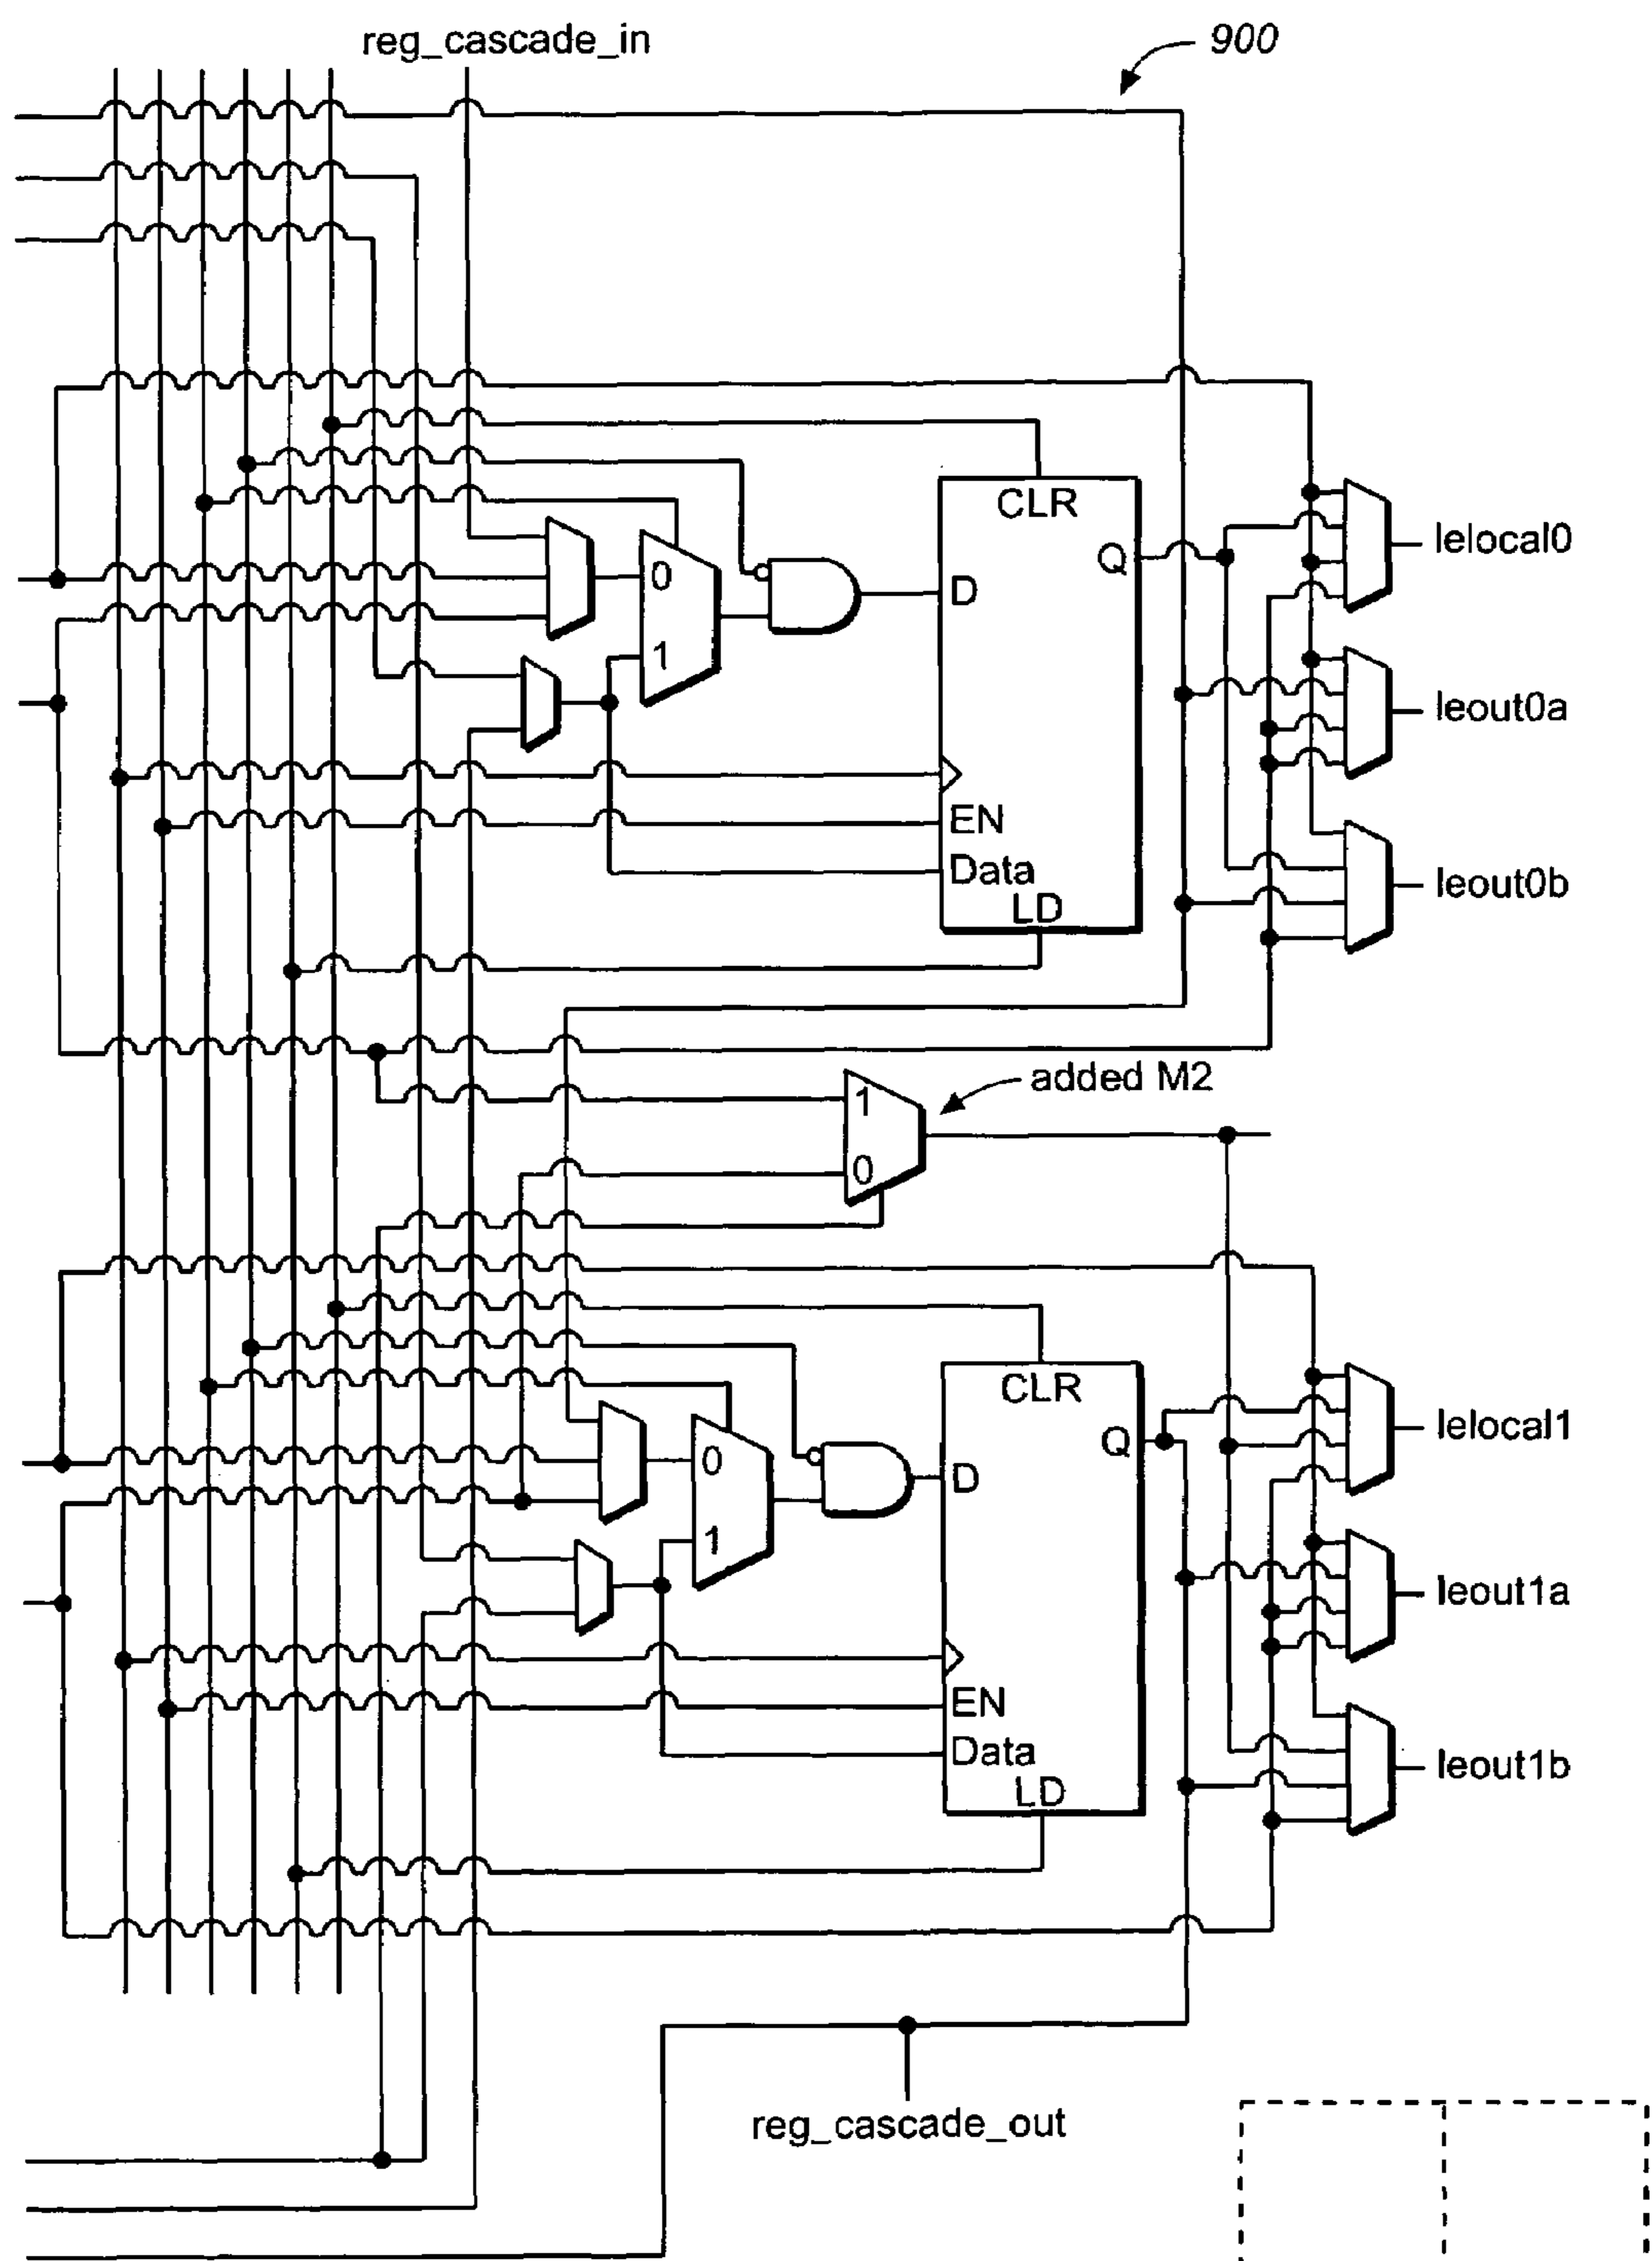 reg_cascade_in
900
CLR
Q
lelocal0
0
D
1
leout0a
EN
Data
leout0b
LD
added M2
1
0
CLR
Q
lelocal1
0
D
1
leout1a
EN
Data
leout1b
LD
reg_cascade_out